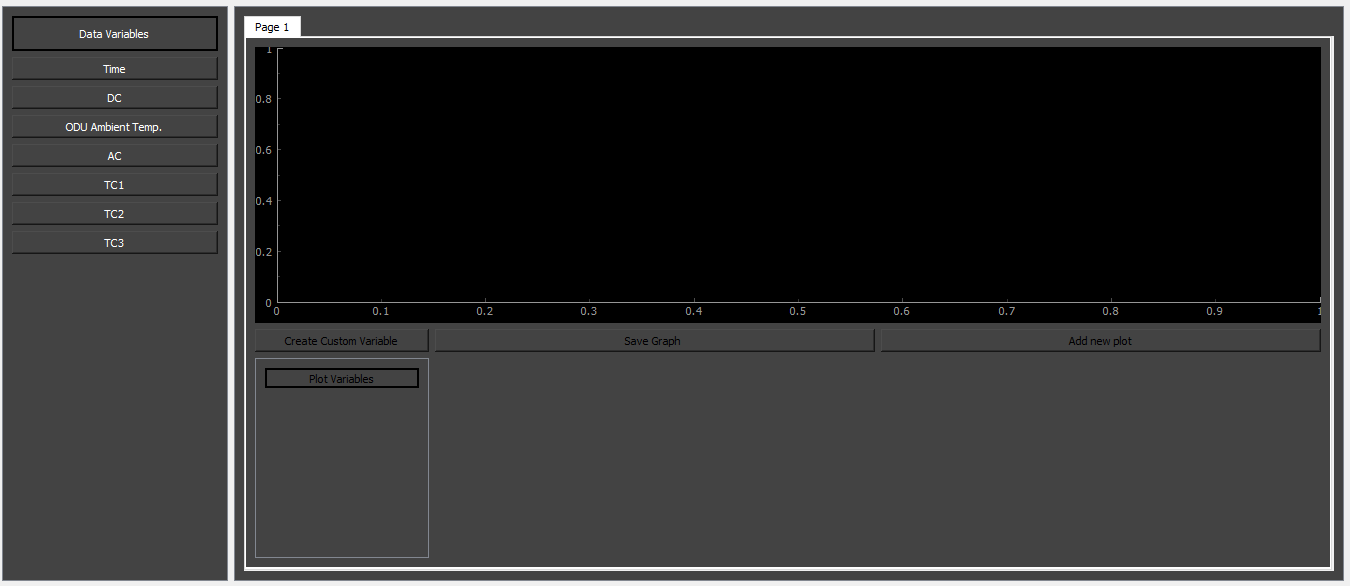 Data Variables
Time
DC
ODU Ambient Temp.
AC
TC1
TC2
TC3
Page 1
1
0.8
0.6
0.4
0.2
0
0 0.1 0.2 0.3 0.4 0.5 0.6 0.7 0.8 0.9 1
Create Custom Variable Save Graph Add new plot
Plot Variables